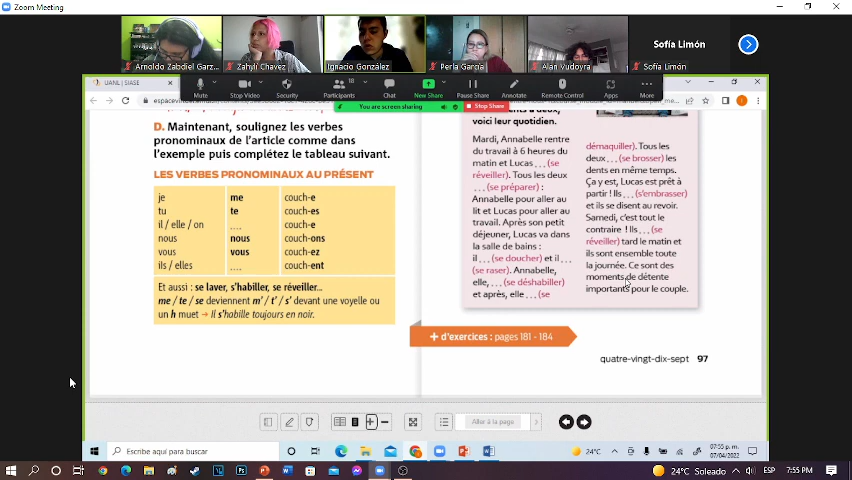 Zoom Meeting
Arnoldo Zabdiel Garz...
Zahyli Chavez
Ignacio González
Perla Garcia
Alan Vudoyra
Sofía Limón
Sofía Limón
UANL | SIASE
Mute
Stop Video
Security
Participants
18
Chat
New Share
Pause Share
Annotate
Remote Control
Apps
More
You are screen sharing
Stop Share
voici leur quotidien.
D. Maintenant, soulignez les verbes
pronominaux de l'article comme dans
l'exemple puis complétez le tableau suivant.
LES VERBES PRONOMINAUX AU PRÉSENT
je me couch-e
tu te couch-es
il / elle / on .... couch-e
nous nous couch-ons
vous vous couch-ez
ils / elles .... couch-ent
Et aussi : se laver, s'habiller, se réveiller...
me / te / se deviennent m' / t' / s' devant une voyelle ou
un h muet → Il s'habille toujours en noir.
Mardi, Annabelle rentre
du travail à 6 heures du
matin et Lucas ... (se
réveiller). Tous les deux
... (se préparer) :
Annabelle pour aller au
lit et Lucas pour aller au
travail. Après son petit
déjeuner, Lucas va dans
la salle de bains :
il ... (se doucher) et il ...
(se raser). Annabelle,
elle, ... (se déshabiller)
et après, elle ... (se
démaquiller). Tous les
deux ... (se brosser) les
dents en même temps.
Ça y est, Lucas est prêt à
partir ! Ils ... (s'embrasser)
et ils se disent au revoir.
Samedi, c'est tout le
contraire ! Ils ... (se
réveiller) tard le matin et
ils sont ensemble toute
la journée. Ce sont des
moments de détente
importants pour le couple.
+ d'exercices : pages 181 - 184
quatre-vingt-dix-sept 97
Aller à la page
Escribe aquí para buscar
24°C
07:55 p. m.
07/04/2022
24°C Soleado
ESP
7:55 PM